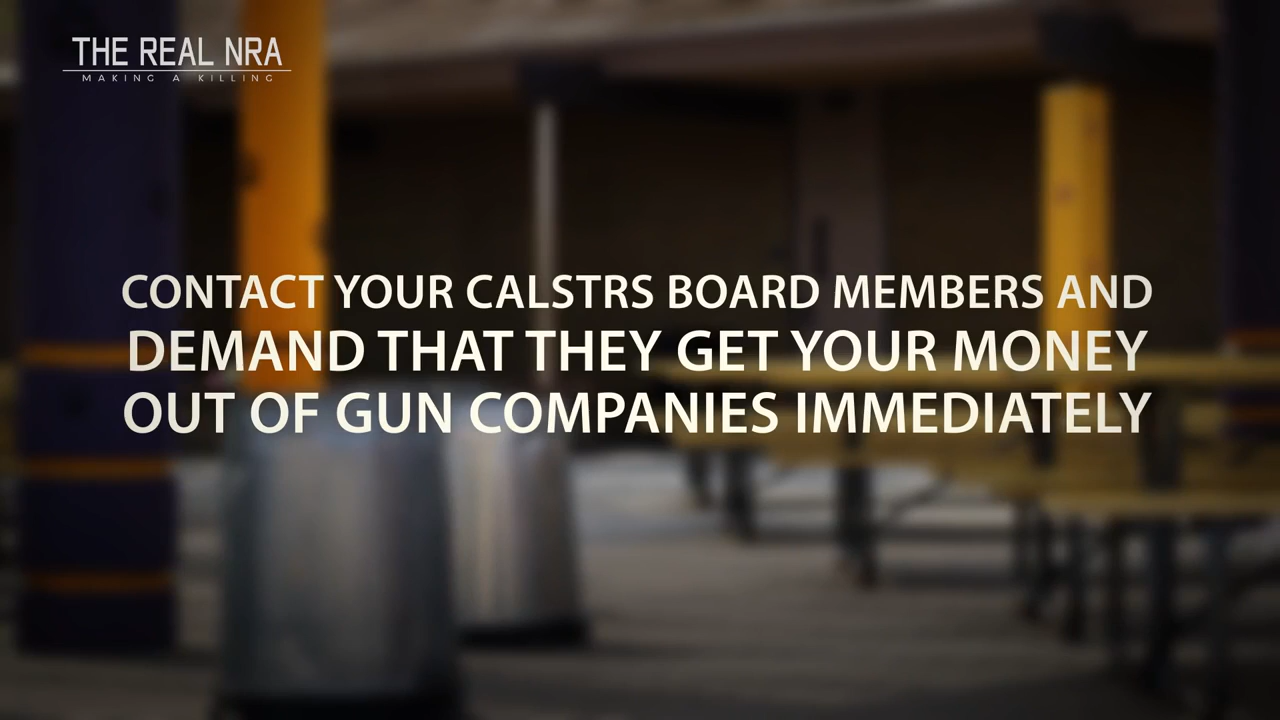 THE REAL NRA
MAKING A KILLING
CONTACT YOUR CALSTRS BOARD MEMBERS AND
DEMAND THAT THEY GET YOUR MONEY
OUT OF GUN COMPANIES IMMEDIATELY